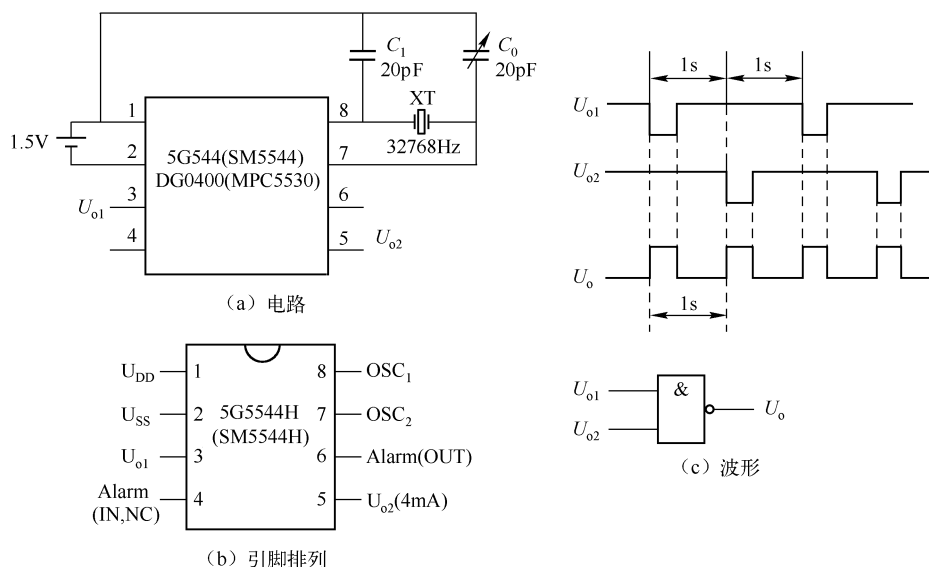 C₁
20pF
C₀
20pF
XT
32768Hz
1.5V
1
2
3
4
8
7
6
5
5G544(SM5544)
DG0400(MPC5530)
Uo1
Uo2
（a）电路
U_DD
U_SS
Uo1
Alarm
(IN,NC)
1
2
3
4
5G5544H
(SM5544H)
8
7
6
5
OSC₁
OSC₂
Alarm(OUT)
Uo2(4mA)
（b）引脚排列
1s
1s
Uo1
Uo2
Uo
1s
Uo1
Uo2
&
Uo
（c）波形